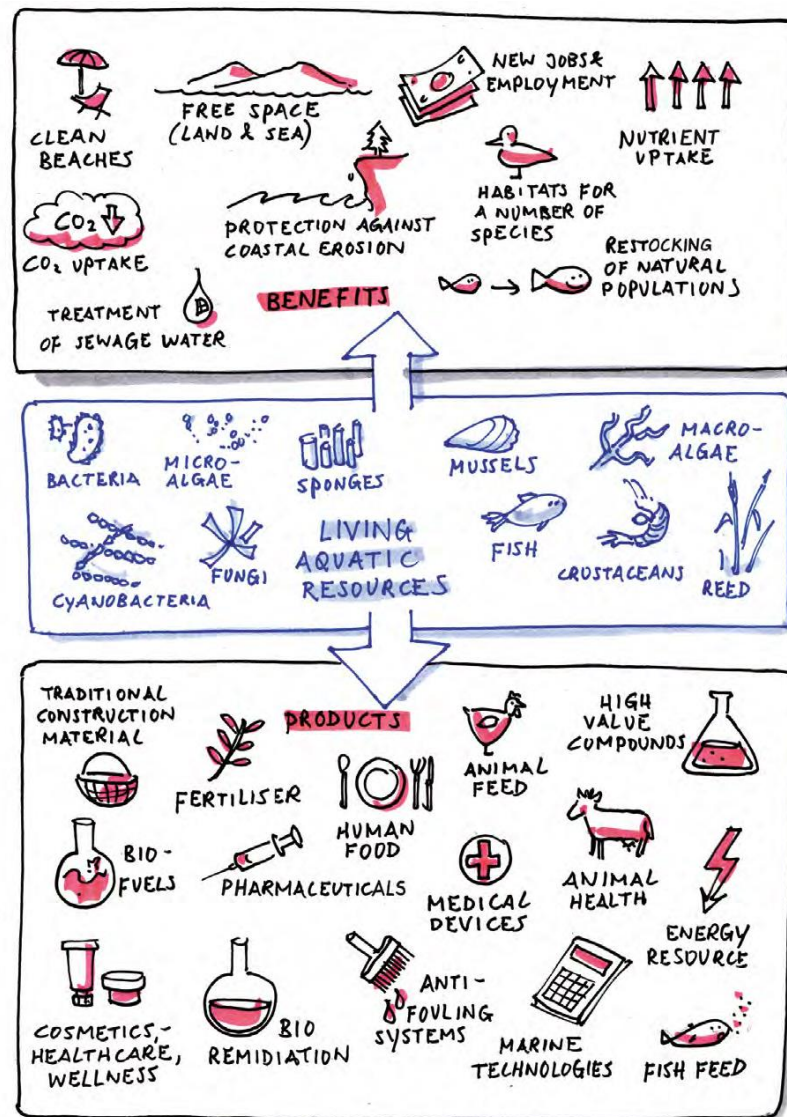 CLEAN
BEACHES
FREE SPACE
(LAND & SEA)
NEW JOBS &
EMPLOYMENT
NUTRIENT
UPTAKE
CO₂
CO₂ UPTAKE
PROTECTION AGAINST
COASTAL EROSION
HABITATS FOR
A NUMBER OF
SPECIES
TREATMENT
OF SEWAGE WATER
BENEFITS
RESTOCKING
OF NATURAL
POPULATIONS
BACTERIA
MICRO-
ALGAE
SPONGES
MUSSELS
MACRO-
ALGAE
CYANOBACTERIA
FUNGI
LIVING
AQUATIC
RESOURCES
FISH
CRUSTACEANS
REED
TRADITIONAL
CONSTRUCTION
MATERIAL
PRODUCTS
FERTILISER
HUMAN
FOOD
ANIMAL
FEED
HIGH
VALUE
COMPOUNDS
BIO-
FUELS
PHARMACEUTICALS
MEDICAL
DEVICES
ANIMAL
HEALTH
ENERGY
RESOURCE
COSMETICS,-
HEALTHCARE,
WELLNESS
BIO
REMIDIATION
ANTI-
FOULING
SYSTEMS
MARINE
TECHNOLOGIES
FISH FEED